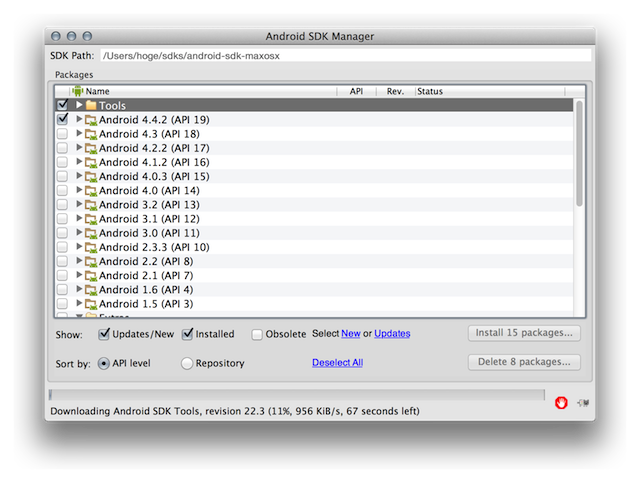 Android SDK Manager
SDK Path: /Users/hoge/sdks/android-sdk-maxosx
Packages
Name API Rev. Status
Tools
Android 4.4.2 (API 19)
Android 4.3 (API 18)
Android 4.2.2 (API 17)
Android 4.1.2 (API 16)
Android 4.0.3 (API 15)
Android 4.0 (API 14)
Android 3.2 (API 13)
Android 3.1 (API 12)
Android 3.0 (API 11)
Android 2.3.3 (API 10)
Android 2.2 (API 8)
Android 2.1 (API 7)
Android 1.6 (API 4)
Android 1.5 (API 3)
Extras
Show: Updates/New Installed Obsolete Select New or Updates Install 15 packages...
Sort by: API level Repository Deselect All Delete 8 packages...
Downloading Android SDK Tools, revision 22.3 (11%, 956 KiB/s, 67 seconds left)